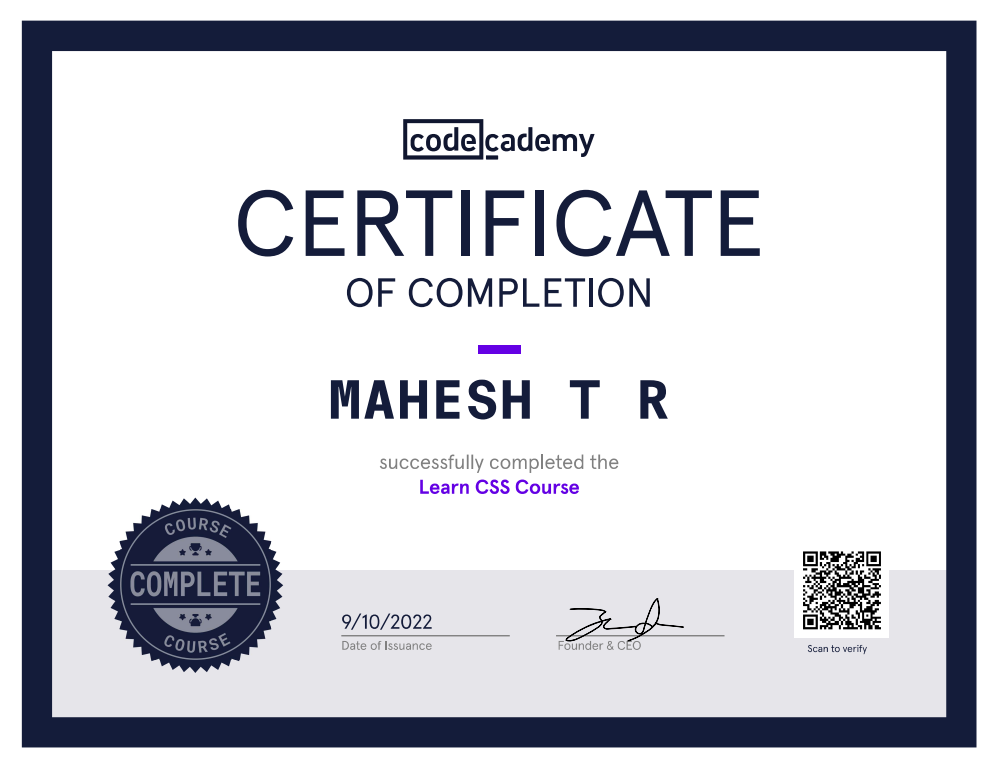 codecademy
CERTIFICATE
OF COMPLETION
MAHESH T R
successfully completed the
Learn CSS Course
COURSE
COMPLETE
COURSE
9/10/2022
Date of Issuance
Founder & CEO
Scan to verify